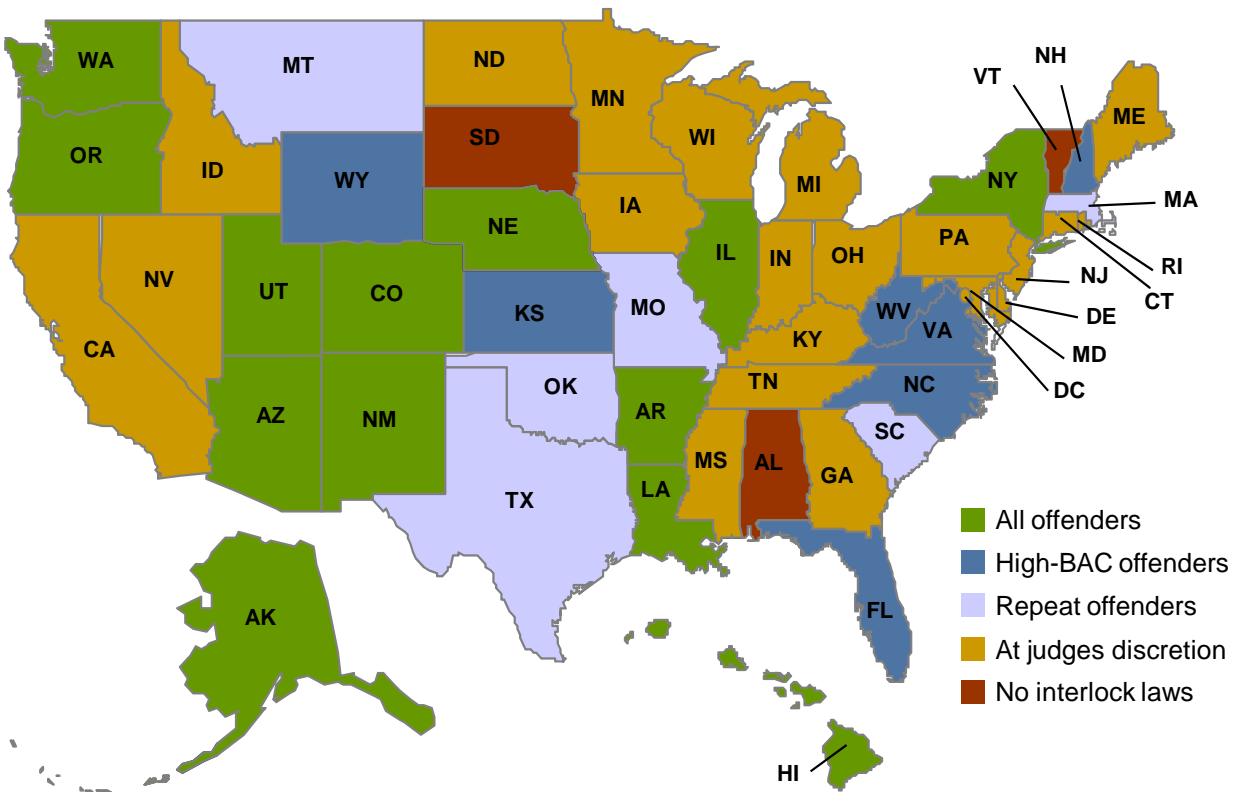 WA
MT
ND
MN
NH
VT
ME
OR
ID
WY
SD
WI
MI
NY
MA
IA
NE
PA
RI
NV
UT
CO
IL
IN
OH
NJ
CT
KS
MO
WV
VA
DE
CA
KY
MD
DC
OK
TN
NC
AZ
NM
AR
SC
MS
AL
GA
LA
TX
FL
AK
HI
All offenders
High-BAC offenders
Repeat offenders
At judges discretion
No interlock laws